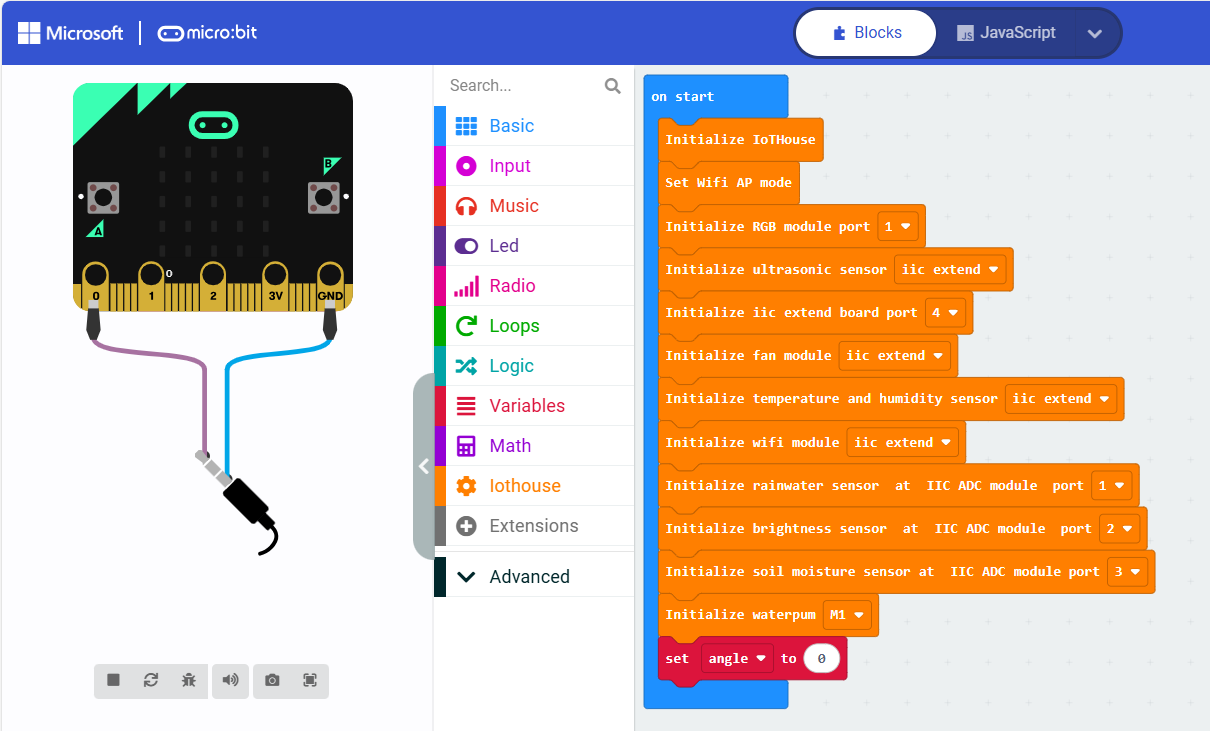 Microsoft micro:bit
Blocks
JS JavaScript
B
A
0
0 1 2 3V GND
Search...
Basic
Input
Music
Led
Radio
Loops
Logic
Variables
Math
Iothouse
Extensions
Advanced
on start
Initialize IoTHouse
Set Wifi AP mode
Initialize RGB module port 1
Initialize ultrasonic sensor iic extend
Initialize iic extend board port 4
Initialize fan module iic extend
Initialize temperature and humidity sensor iic extend
Initialize wifi module iic extend
Initialize rainwater sensor at IIC ADC module port 1
Initialize brightness sensor at IIC ADC module port 2
Initialize soil moisture sensor at IIC ADC module port 3
Initialize waterpum M1
set angle to 0